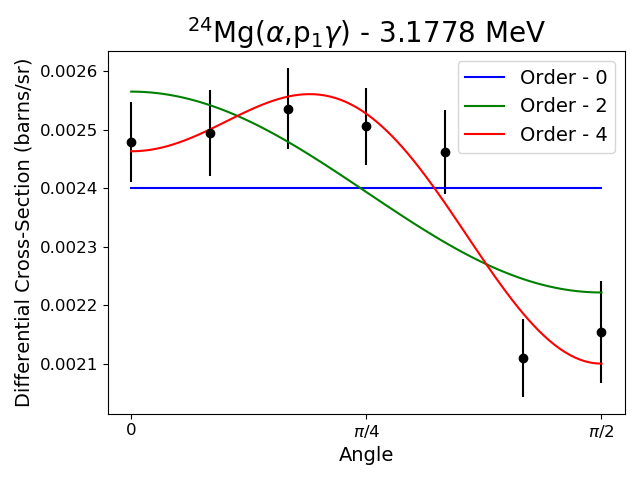 ²⁴Mg(α,p₁γ) - 3.1778 MeV
Differential Cross-Section (barns/sr)
0.0026
0.0025
0.0024
0.0023
0.0022
0.0021
Order - 0
Order - 2
Order - 4
0
π/4
π/2
Angle